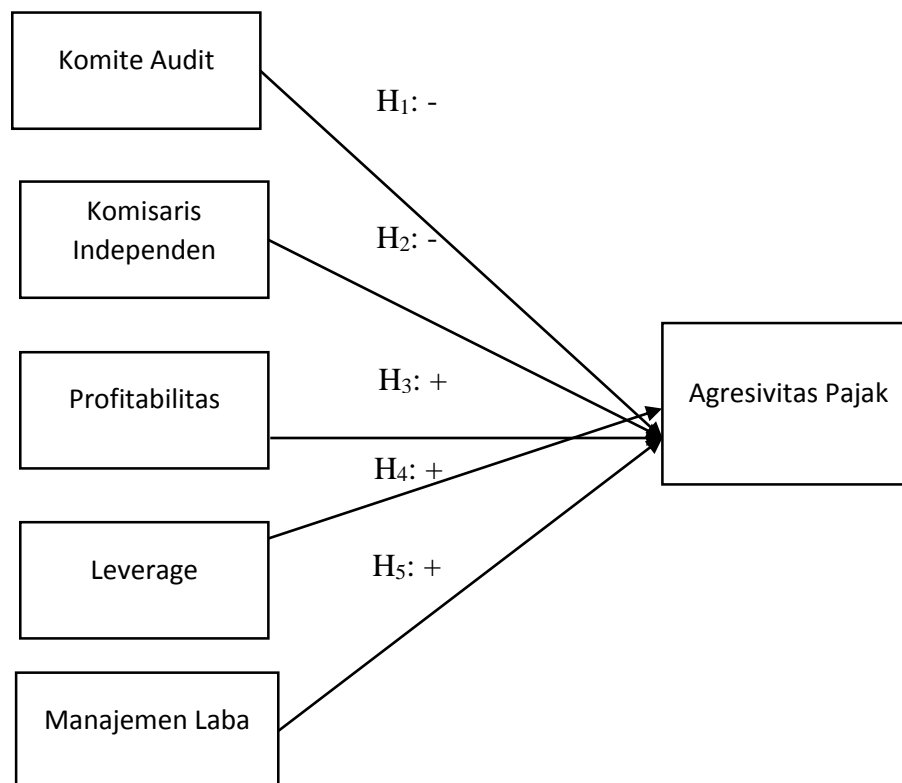 Komite Audit
H₁: -
Komisaris
Independen
H₂: -
Profitabilitas
H₃: +
Agresivitas Pajak
H₄: +
Leverage
H₅: +
Manajemen Laba